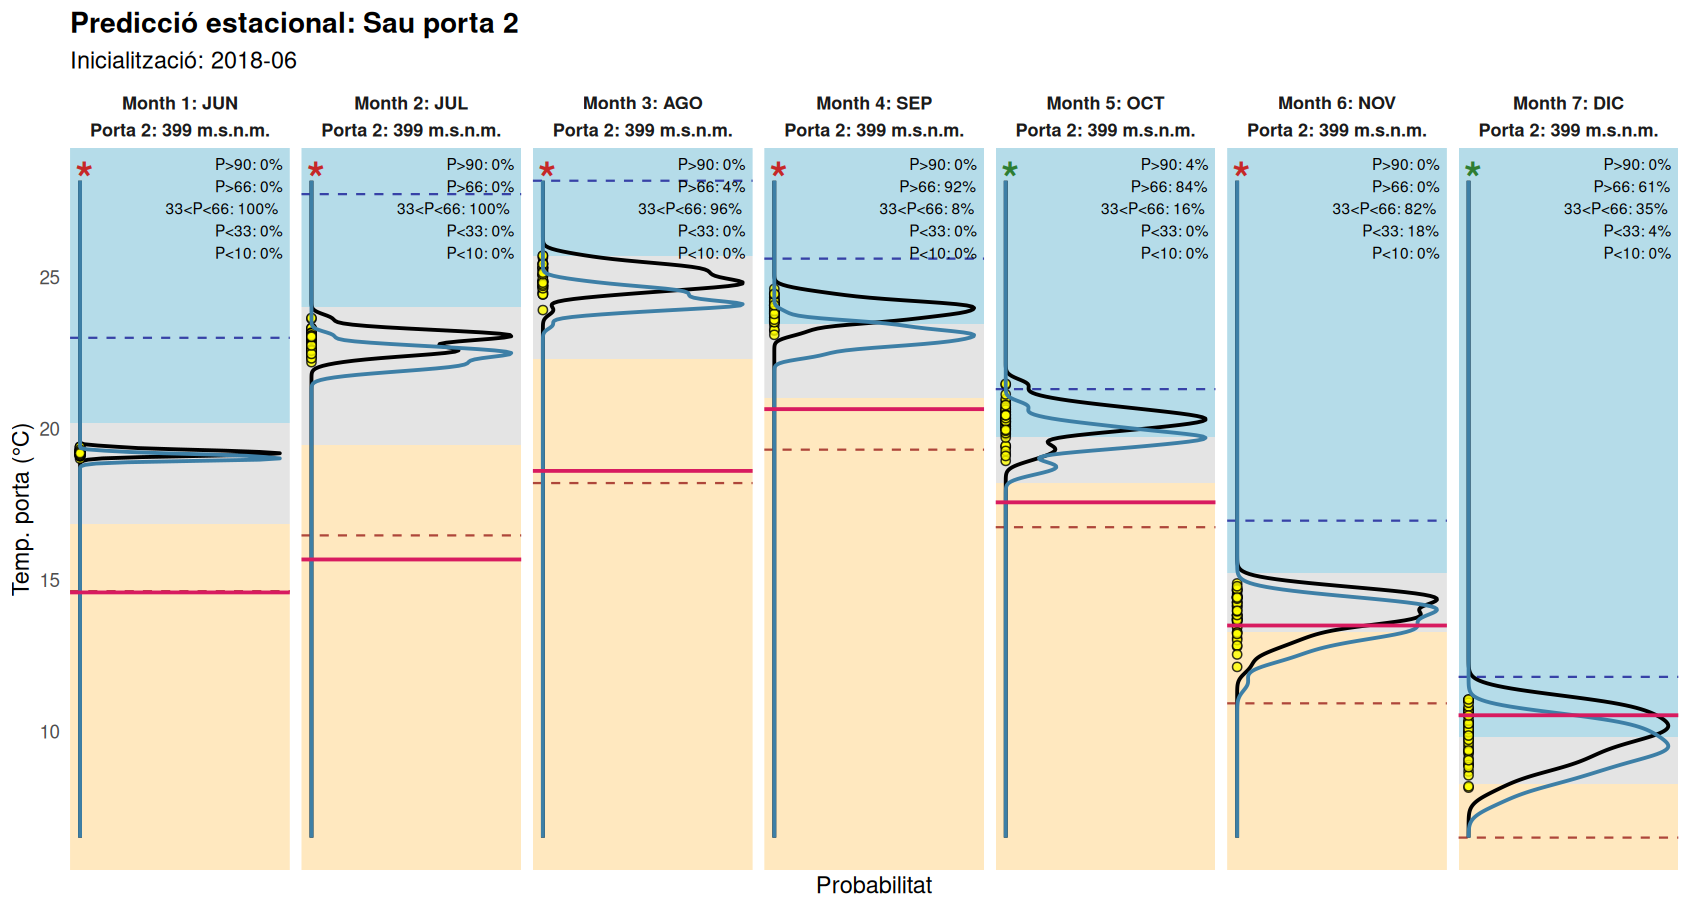 Predicció estacional: Sau porta 2
Inicialització: 2018-06
Month 1: JUN
Porta 2: 399 m.s.n.m.
Month 2: JUL
Porta 2: 399 m.s.n.m.
Month 3: AGO
Porta 2: 399 m.s.n.m.
Month 4: SEP
Porta 2: 399 m.s.n.m.
Month 5: OCT
Porta 2: 399 m.s.n.m.
Month 6: NOV
Porta 2: 399 m.s.n.m.
Month 7: DIC
Porta 2: 399 m.s.n.m.
*
P>90: 0%
P>66: 0%
33<P<66: 100%
P<33: 0%
P<10: 0%
*
P>90: 0%
P>66: 0%
33<P<66: 100%
P<33: 0%
P<10: 0%
*
P>90: 0%
P>66: 4%
33<P<66: 96%
P<33: 0%
P<10: 0%
*
P>90: 0%
P>66: 92%
33<P<66: 8%
P<33: 0%
P<10: 0%
*
P>90: 4%
P>66: 84%
33<P<66: 16%
P<33: 0%
P<10: 0%
*
P>90: 0%
P>66: 0%
33<P<66: 82%
P<33: 18%
P<10: 0%
*
P>90: 0%
P>66: 61%
33<P<66: 35%
P<33: 4%
P<10: 0%
Temp. porta (°C)
25
20
15
10
Probabilitat